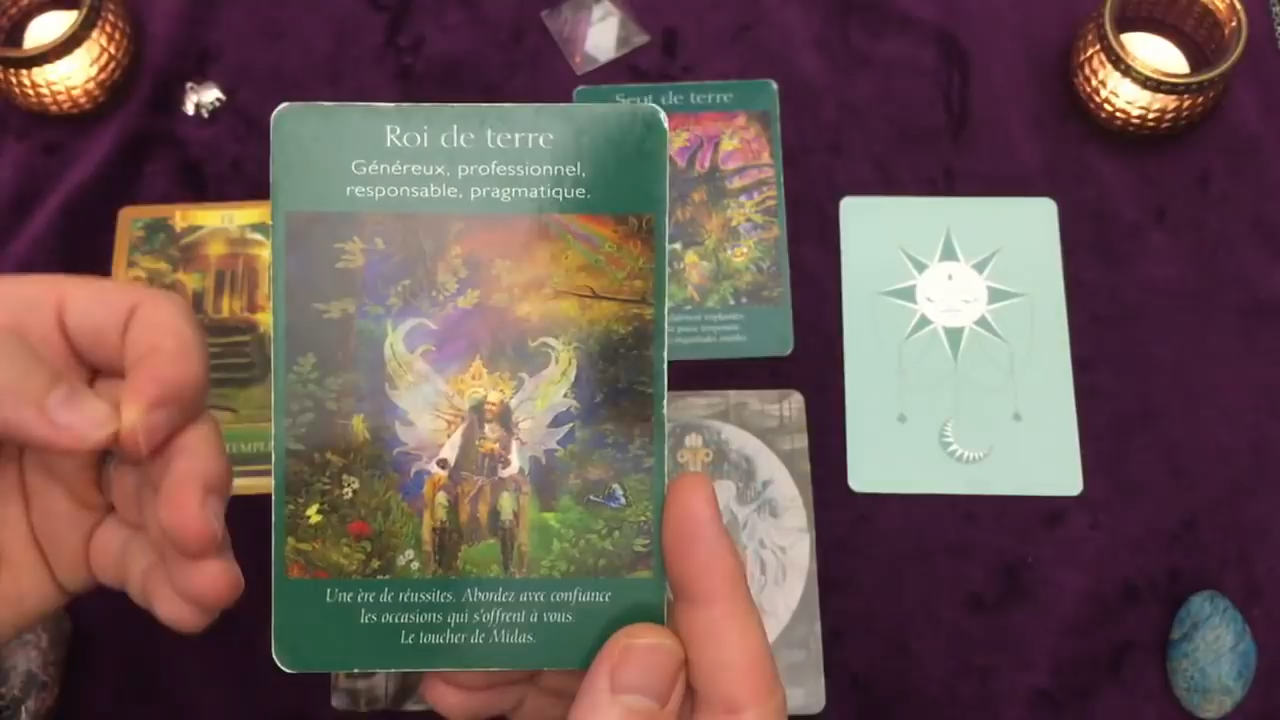 Roi de terre
Généreux, professionnel,
responsable, pragmatique.
Une ère de réussites. Abordez avec confiance
les occasions qui s'offrent à vous.
Le toucher de Midas.
Sept de terre
TEMPL